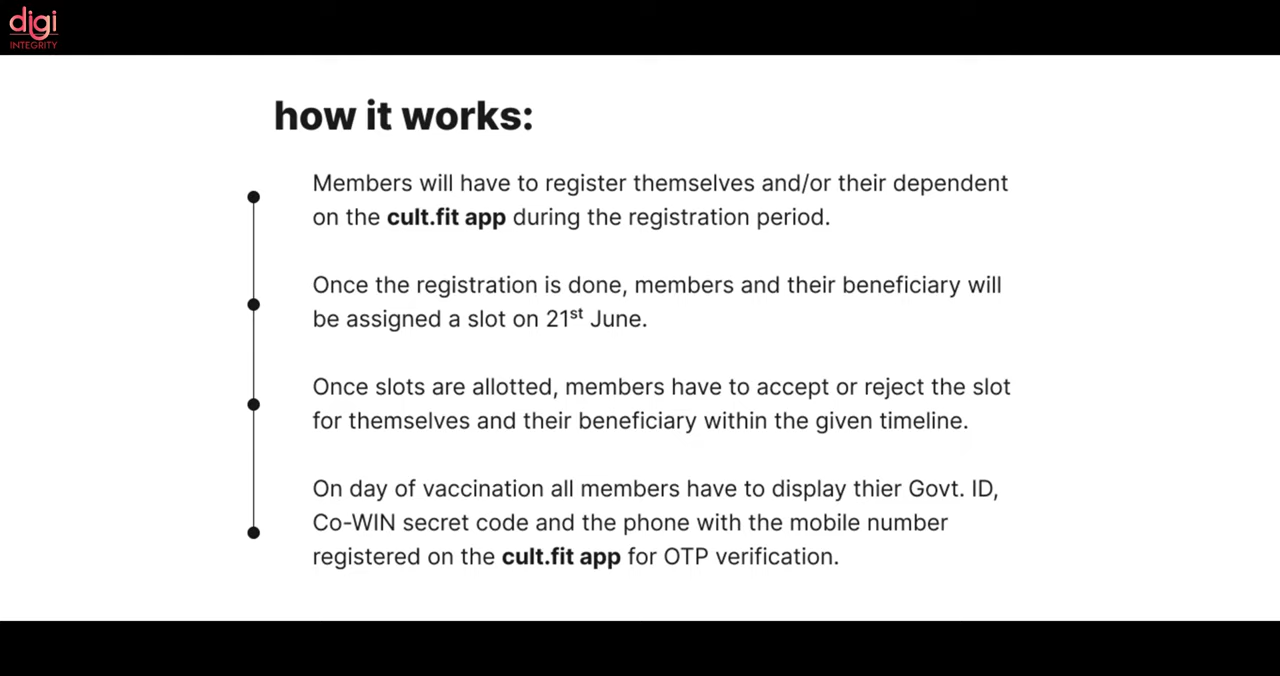 digi
INTEGRITY
how it works:
Members will have to register themselves and/or their dependent
on the cult.fit app during the registration period.
Once the registration is done, members and their beneficiary will
be assigned a slot on 21st June.
Once slots are allotted, members have to accept or reject the slot
for themselves and their beneficiary within the given timeline.
On day of vaccination all members have to display thier Govt. ID,
Co-WIN secret code and the phone with the mobile number
registered on the cult.fit app for OTP verification.